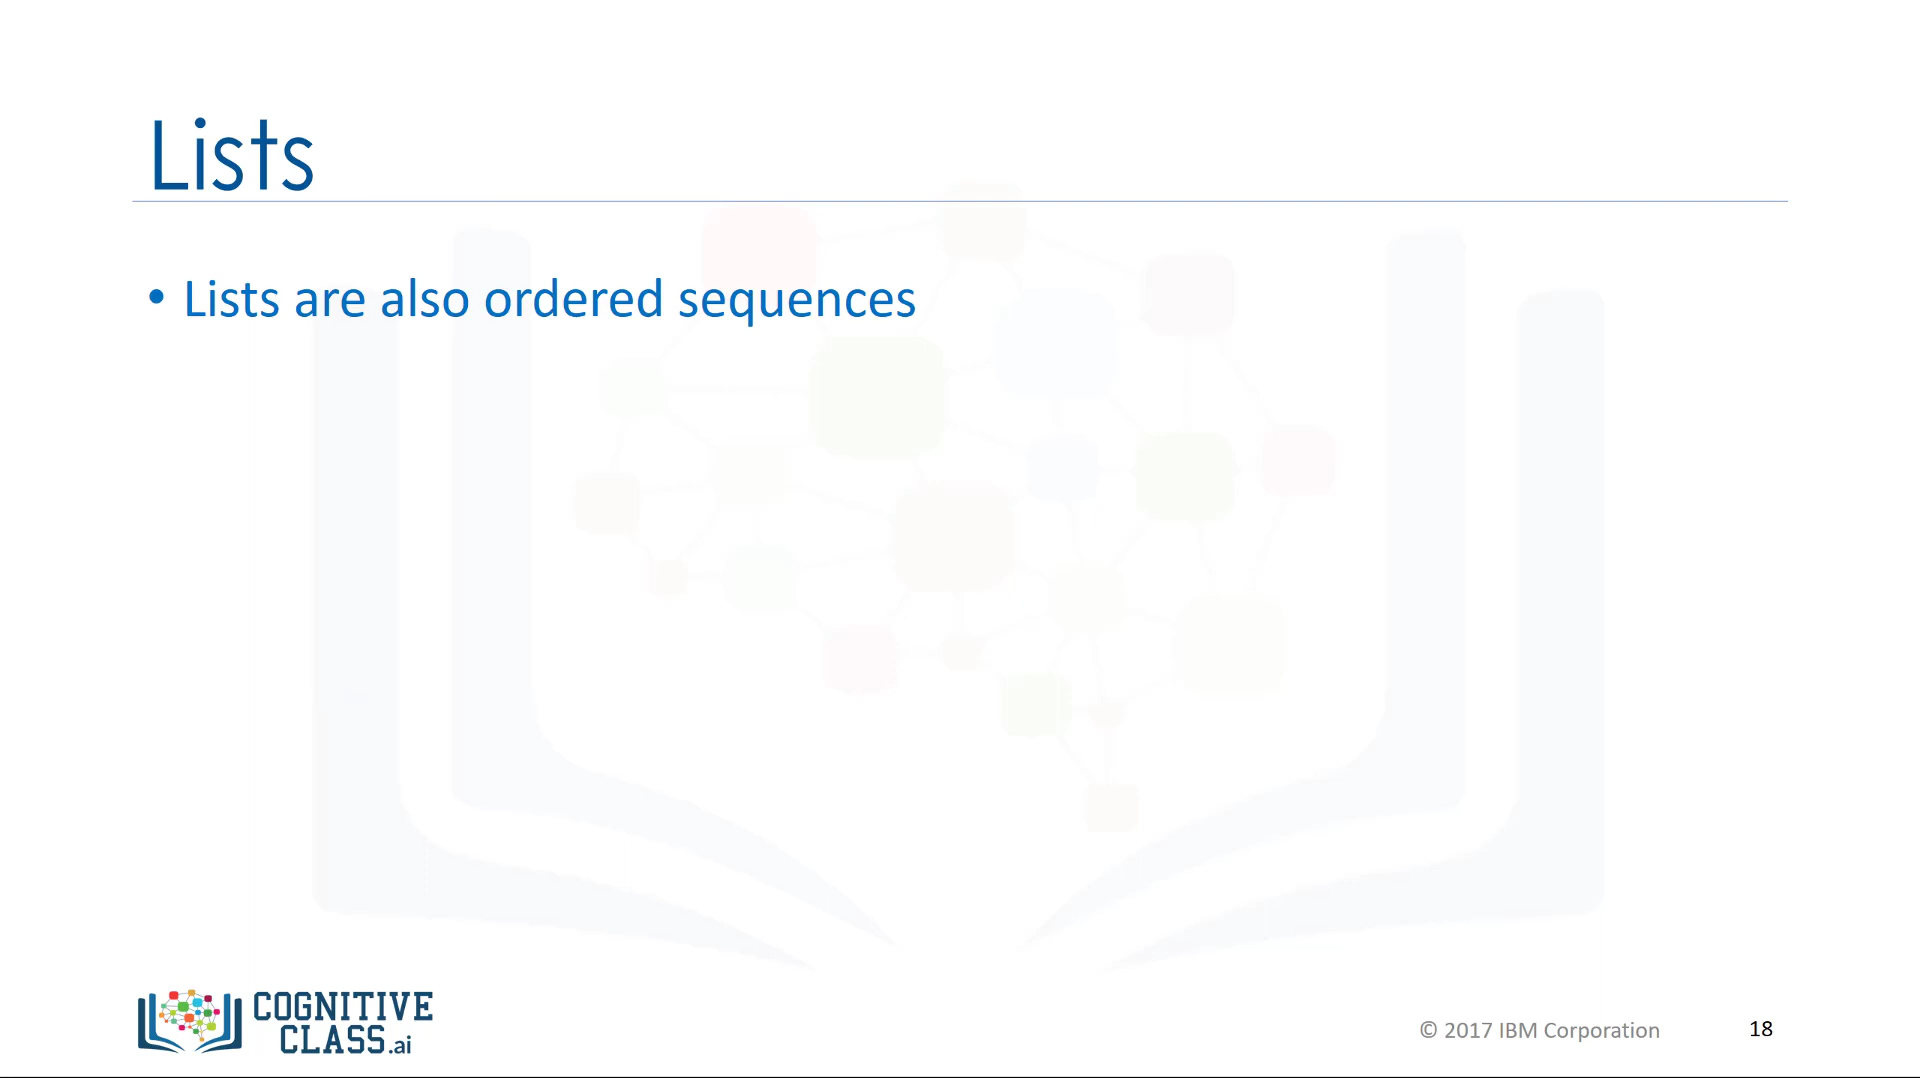 Lists
• Lists are also ordered sequences
COGNITIVE
CLASS.ai
© 2017 IBM Corporation
18